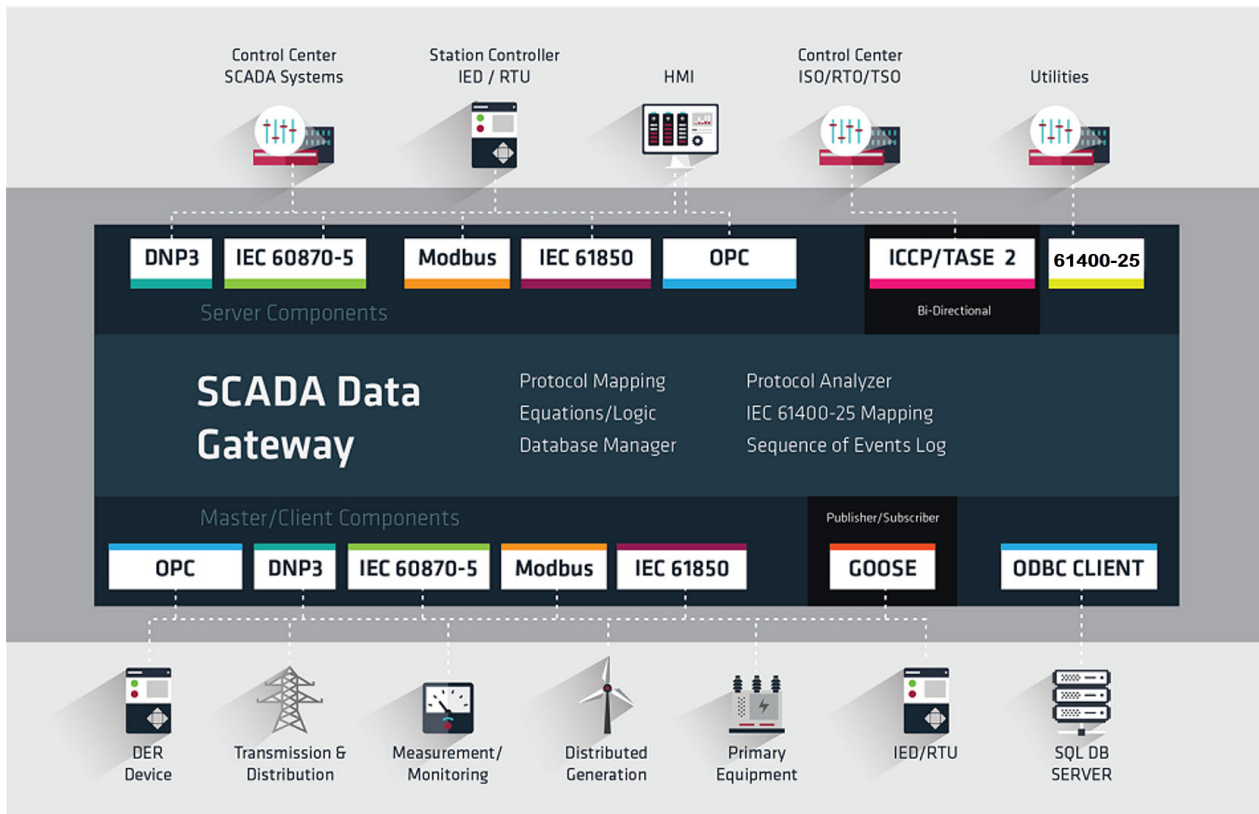 Control Center
SCADA Systems
Station Controller
IED / RTU
HMI
Control Center
ISO/RTO/TSO
Utilities
DNP3
IEC 60870-5
Modbus
IEC 61850
OPC
ICCP/TASE 2
61400-25
Server Components
Bi-Directional
SCADA Data
Gateway
Protocol Mapping
Equations/Logic
Database Manager
Protocol Analyzer
IEC 61400-25 Mapping
Sequence of Events Log
Master/Client Components
Publisher/Subscriber
OPC
DNP3
IEC 60870-5
Modbus
IEC 61850
GOOSE
ODBC CLIENT
DER
Device
Transmission &
Distribution
Measurement/
Monitoring
Distributed
Generation
Primary
Equipment
IED/RTU
SQL DB
SERVER